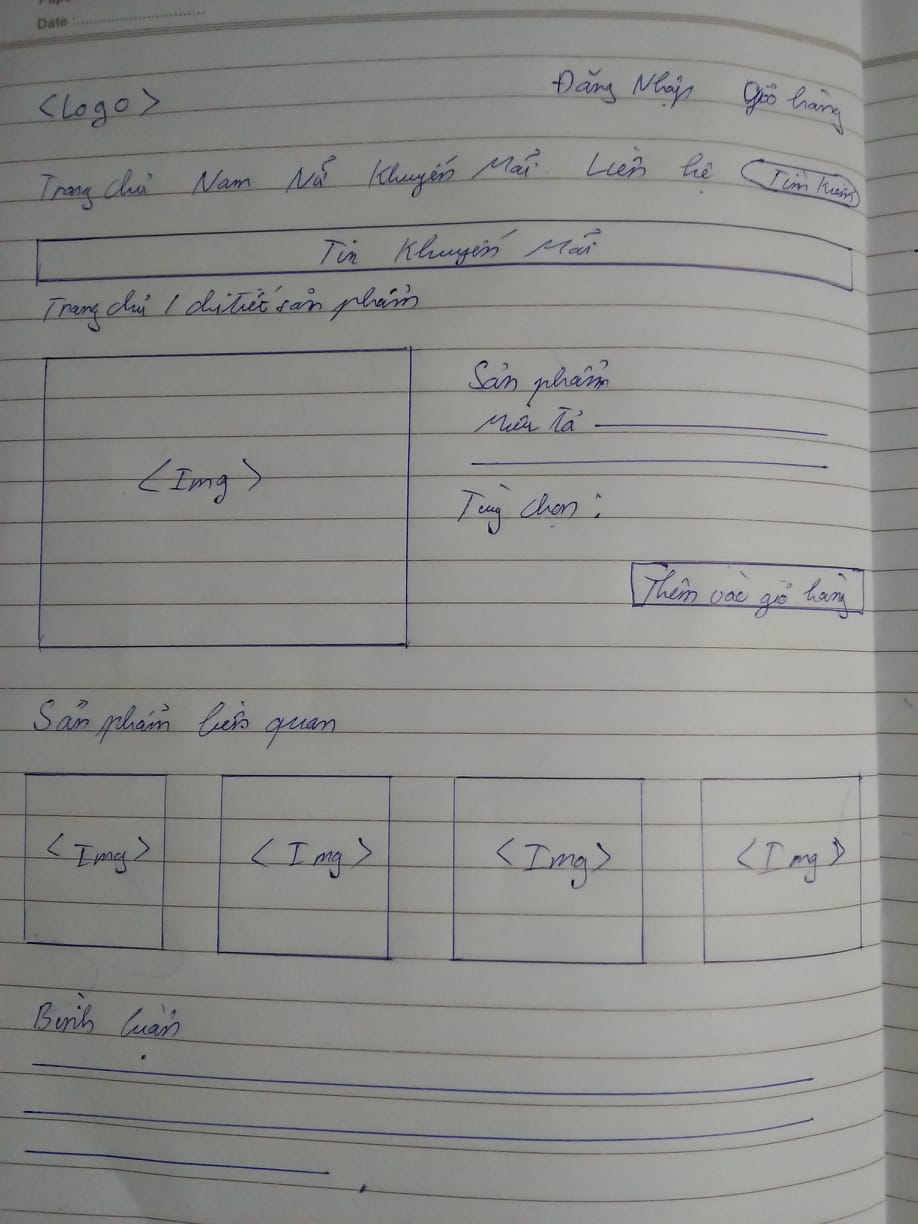 Date :
<Logo> Đăng Nhập Giỏ hàng
Trang chủ Nam Nữ Khuyến Mãi Liên hệ Tìm kiếm
Tin Khuyến Mãi
Trang chủ / chi tiết sản phẩm
<Img>
Sản phẩm
Miêu tả
Tùy chọn :
Thêm vào giỏ hàng
Sản phẩm liên quan
<Img> <Img> <Img> <Img>
Bình luận